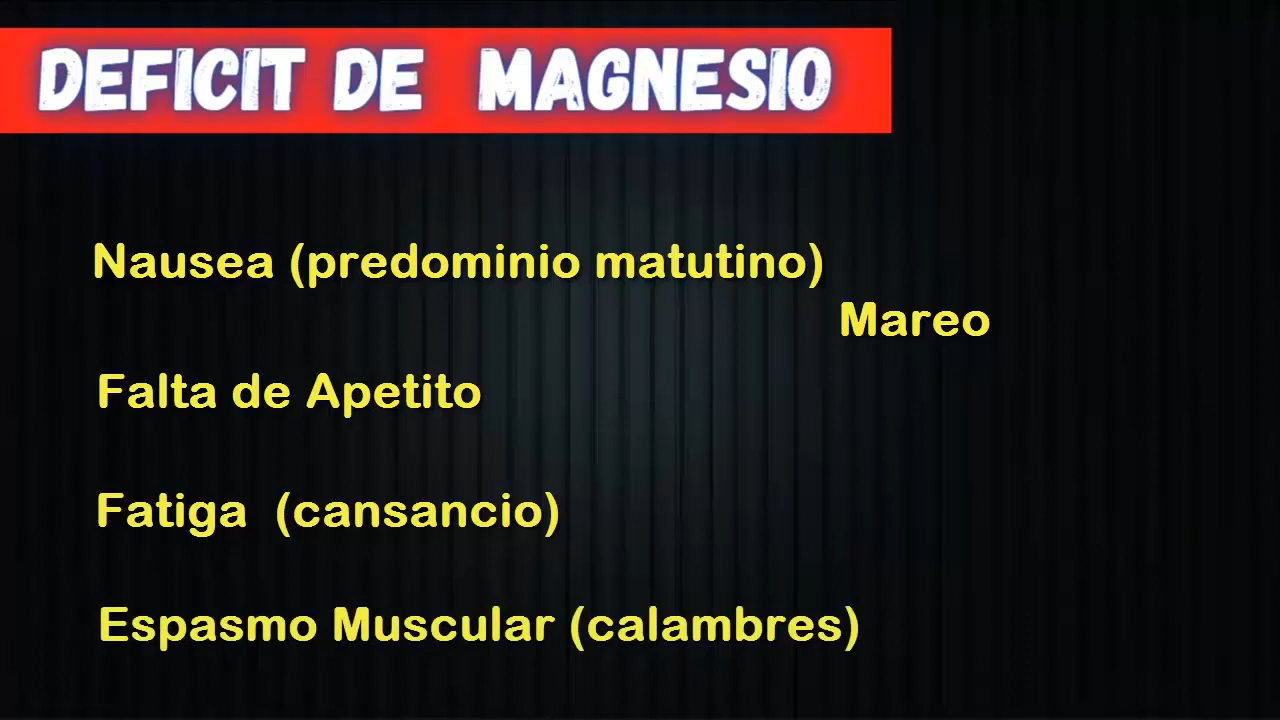 DEFICIT DE MAGNESIO
Nausea (predominio matutino)
Mareo
Falta de Apetito
Fatiga (cansancio)
Espasmo Muscular (calambres)